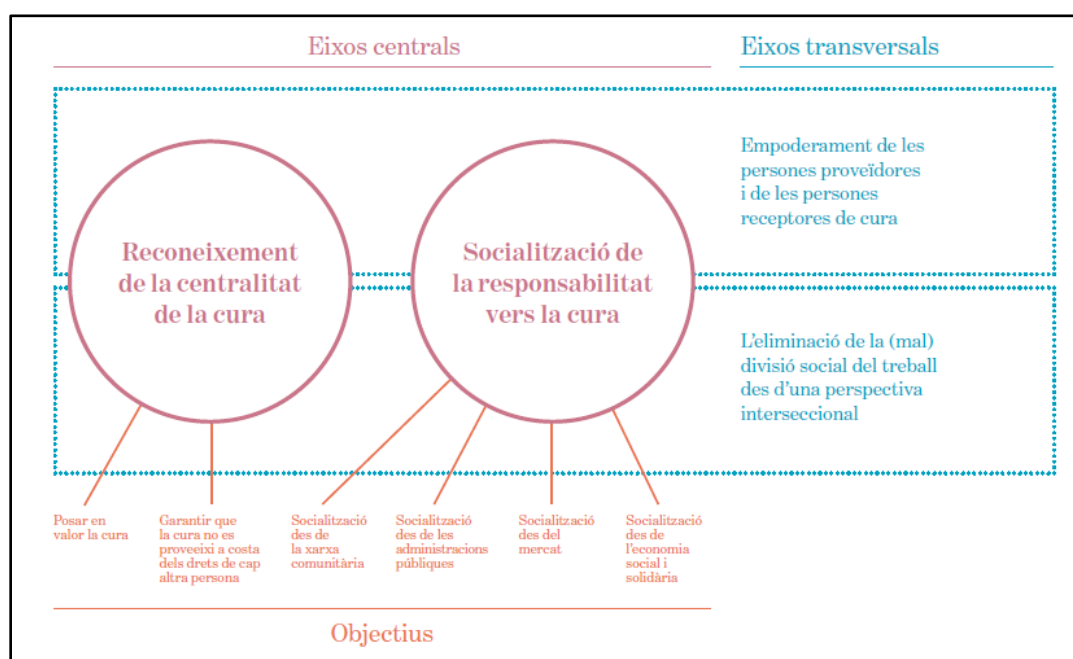 Eixos centrals
Eixos transversals
Empoderament de les
persones proveïdores
i de les persones
receptores de cura
Reconeixement
de la centralitat
de la cura
Socialització de
la responsabilitat
vers la cura
L'eliminació de la (mal)
divisió social del treball
des d'una perspectiva
interseccional
Posar en
valor la cura
Garantir que
la cura no es
proveeixi a costa
dels drets de cap
altra persona
Socialització
des de
la xarxa
comunitària
Socialització
des de les
administracions
públiques
Socialització
des del
mercat
Socialització
des de
l'economia
social i
solidària
Objectius